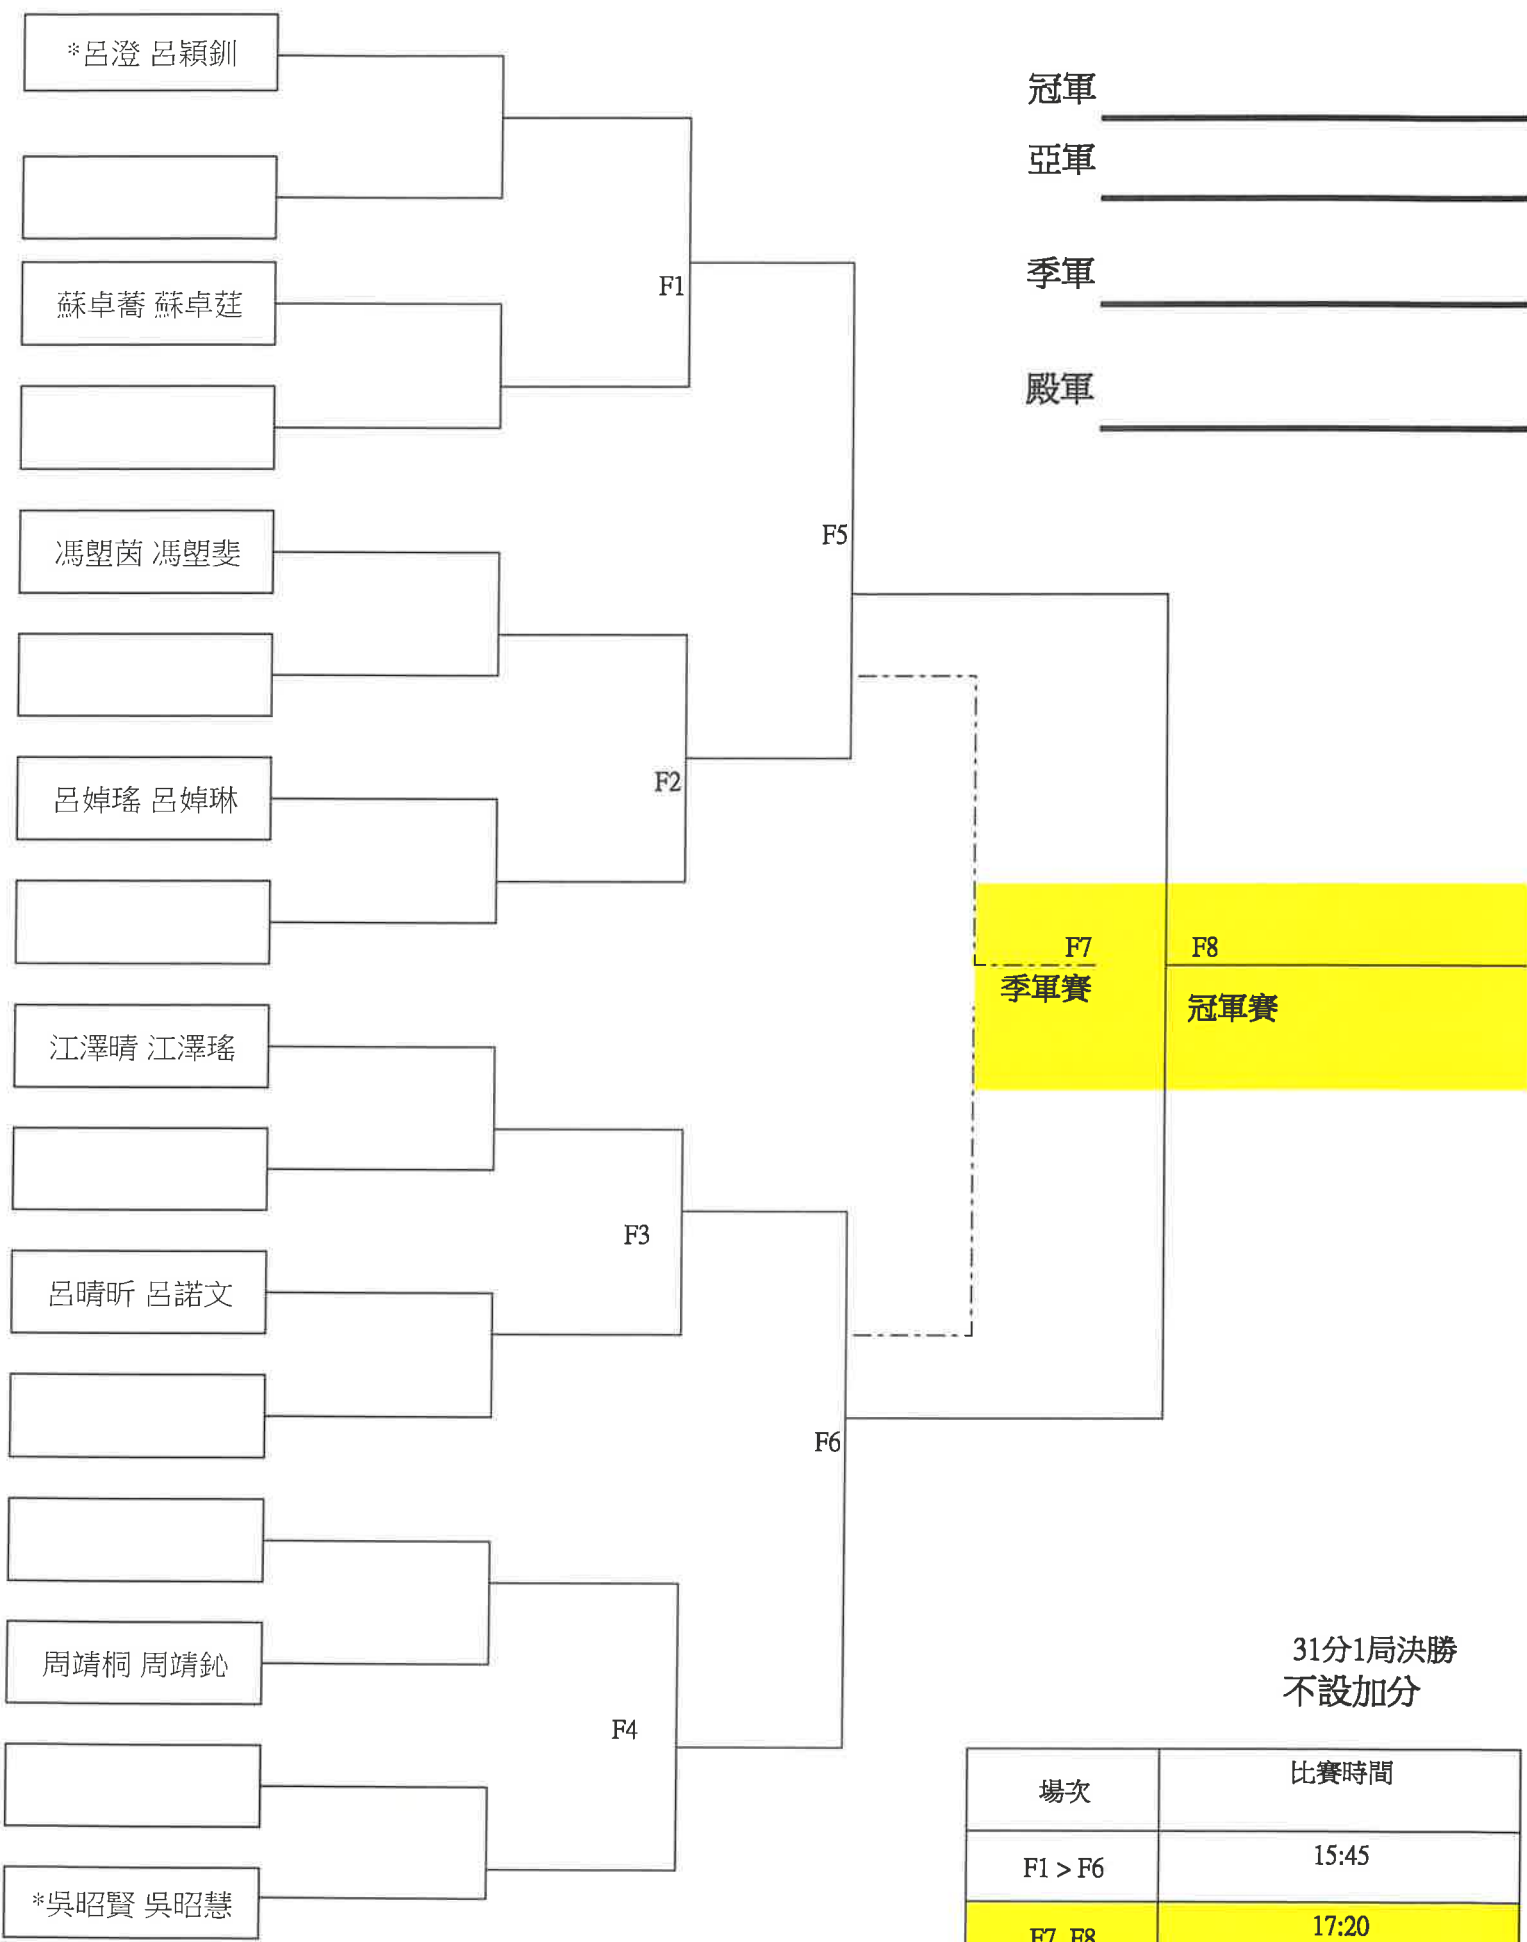 *呂澄 呂穎釧
冠軍
亞軍
季軍
F1
蘇卓蕎 蘇卓莛
殿軍
F5
馮塱茵 馮塱斐
F2
呂婥瑤 呂婥琳
F7
F8
季軍賽
冠軍賽
江澤晴 江澤瑤
F3
呂晴昕 呂諾文
F6
31分1局決勝
周靖桐 周靖鈊
不設加分
F4
場次 比賽時間
F1 > F6 15:45
*吳昭賢 吳昭慧
F7, F8 17:20